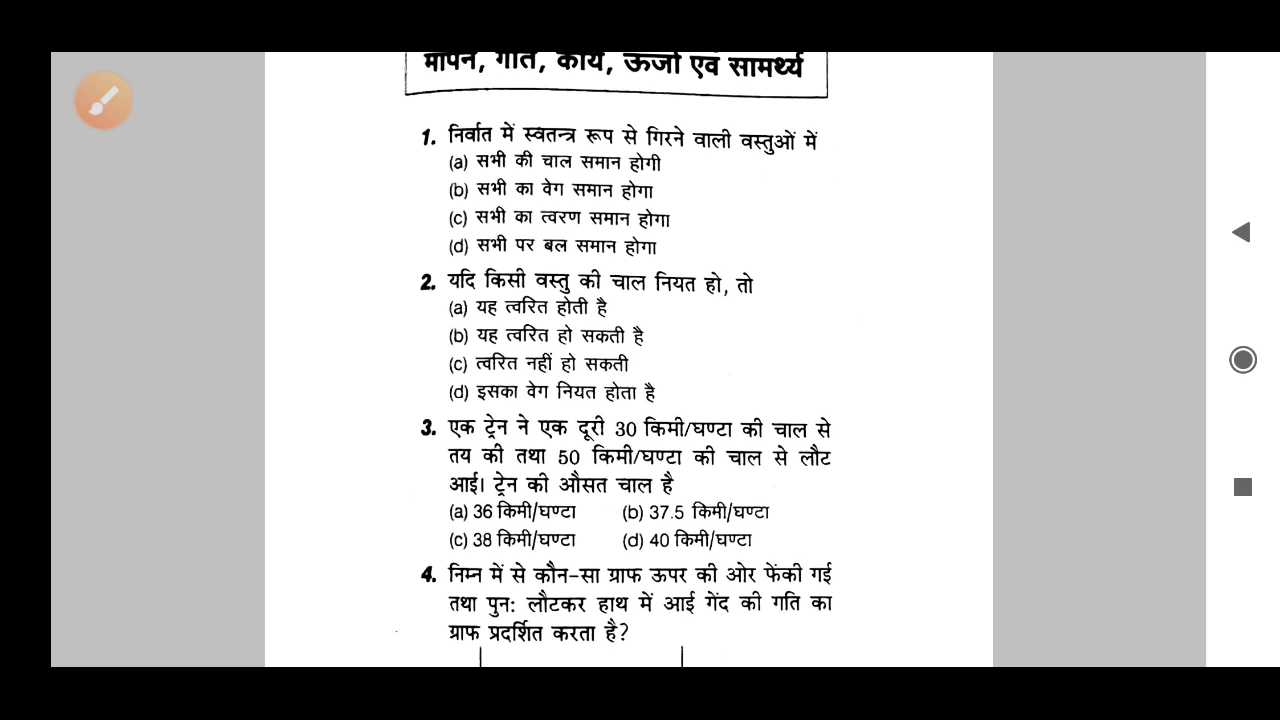 मापन, गति, कार्य, ऊर्जा एवं सामर्थ्य
1. निर्वात में स्वतन्त्र रूप से गिरने वाली वस्तुओं में
(a) सभी की चाल समान होगी
(b) सभी का वेग समान होगा
(c) सभी का त्वरण समान होगा
(d) सभी पर बल समान होगा
2. यदि किसी वस्तु की चाल नियत हो, तो
(a) यह त्वरित होती है
(b) यह त्वरित हो सकती है
(c) त्वरित नहीं हो सकती
(d) इसका वेग नियत होता है
3. एक ट्रेन ने एक दूरी 30 किमी/घण्टा की चाल से
तय की तथा 50 किमी/घण्टा की चाल से लौट
आई। ट्रेन की औसत चाल है
(a) 36 किमी/घण्टा (b) 37.5 किमी/घण्टा
(c) 38 किमी/घण्टा (d) 40 किमी/घण्टा
4. निम्न में से कौन-सा ग्राफ ऊपर की ओर फेंकी गई
तथा पुन: लौटकर हाथ में आई गेंद की गति का
ग्राफ प्रदर्शित करता है?